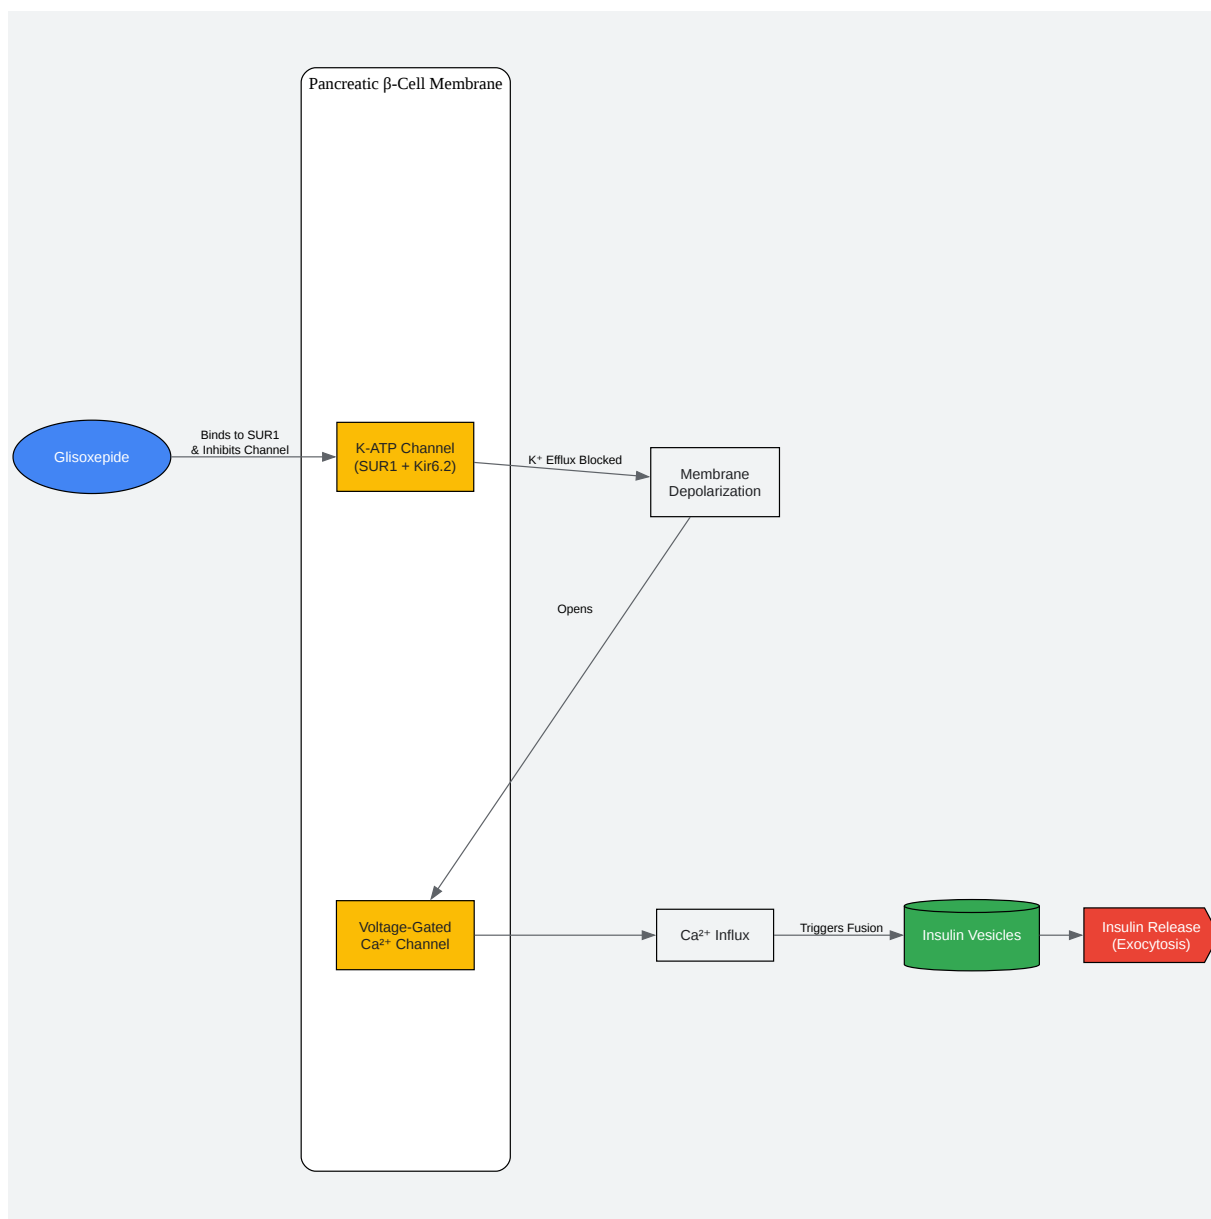 Pancreatic β-Cell Membrane
Glisoxepide
Binds to SUR1
& Inhibits Channel
K-ATP Channel
(SUR1 + Kir6.2)
K⁺ Efflux Blocked
Membrane
Depolarization
Opens
Voltage-Gated
Ca²⁺ Channel
Ca²⁺ Influx
Triggers Fusion
Insulin Vesicles
Insulin Release
(Exocytosis)